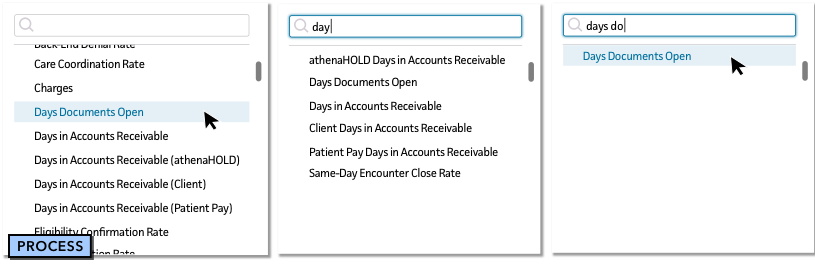 Back-End Denial Rate
Care Coordination Rate
Charges
Days Documents Open
Days in Accounts Receivable
Days in Accounts Receivable (athenaHOLD)
Days in Accounts Receivable (Client)
Days in Accounts Receivable (Patient Pay)
Eligibility Confirmation Rate
PROCESS
day
athenaHOLD Days in Accounts Receivable
Days Documents Open
Days in Accounts Receivable
Client Days in Accounts Receivable
Patient Pay Days in Accounts Receivable
Same-Day Encounter Close Rate
days do
Days Documents Open